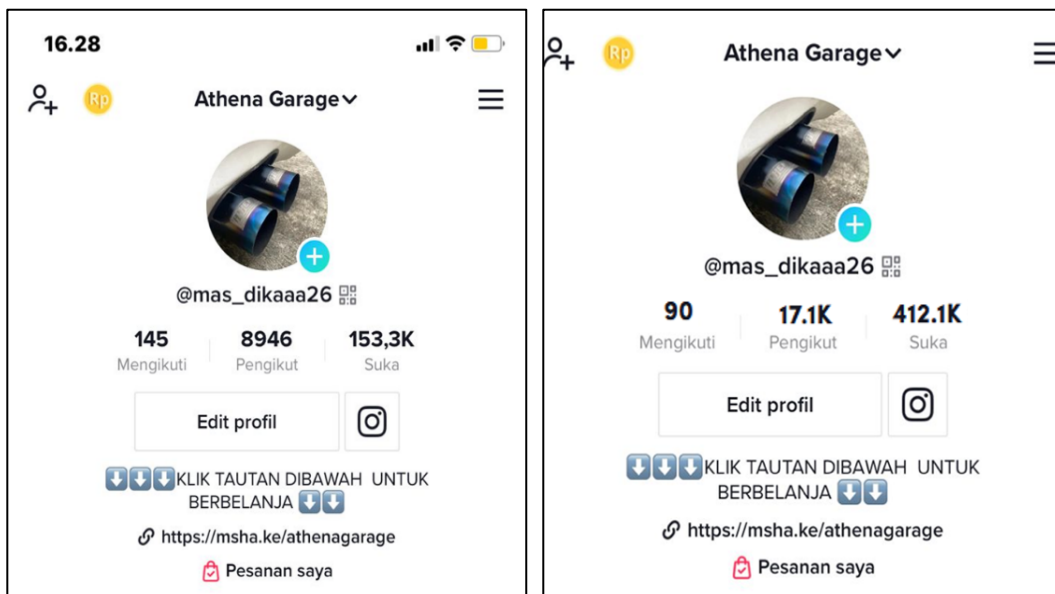 16.28
Rp
Athena Garage
@mas_dikaaa26
145 8946 153,3K
Mengikuti Pengikut Suka
Edit profil
⬇️⬇️⬇️KLIK TAUTAN DIBAWAH UNTUK
BERBELANJA ⬇️⬇️
https://msha.ke/athenagarage
Pesanan saya
Rp
Athena Garage
@mas_dikaaa26
90 17.1K 412.1K
Mengikuti Pengikut Suka
Edit profil
⬇️⬇️⬇️KLIK TAUTAN DIBAWAH UNTUK
BERBELANJA ⬇️⬇️
https://msha.ke/athenagarage
Pesanan saya